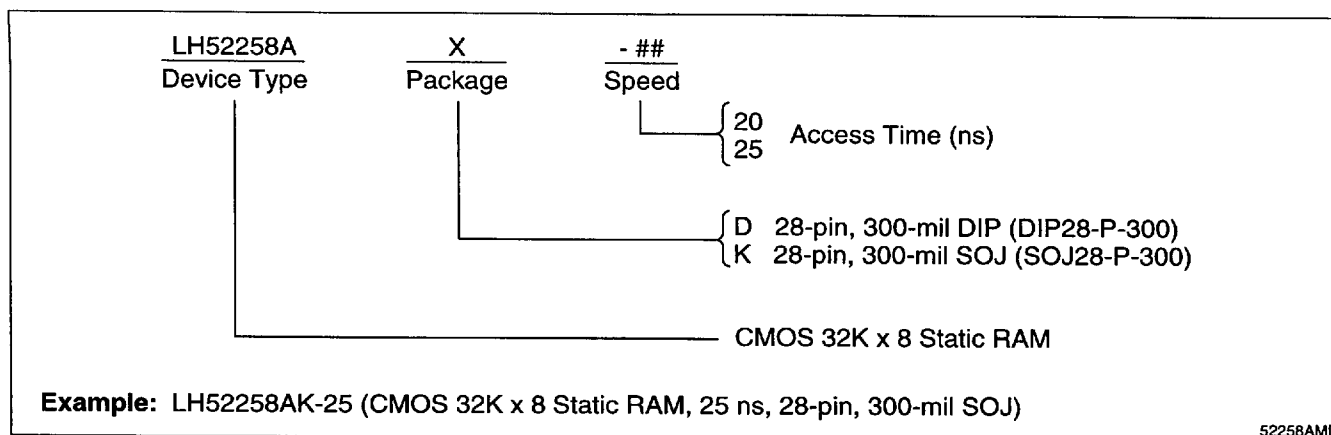 LH52258A X - ##
Device Type Package Speed
20
25
Access Time (ns)
D 28-pin, 300-mil DIP (DIP28-P-300)
K 28-pin, 300-mil SOJ (SOJ28-P-300)
CMOS 32K x 8 Static RAM
Example: LH52258AK-25 (CMOS 32K x 8 Static RAM, 25 ns, 28-pin, 300-mil SOJ)